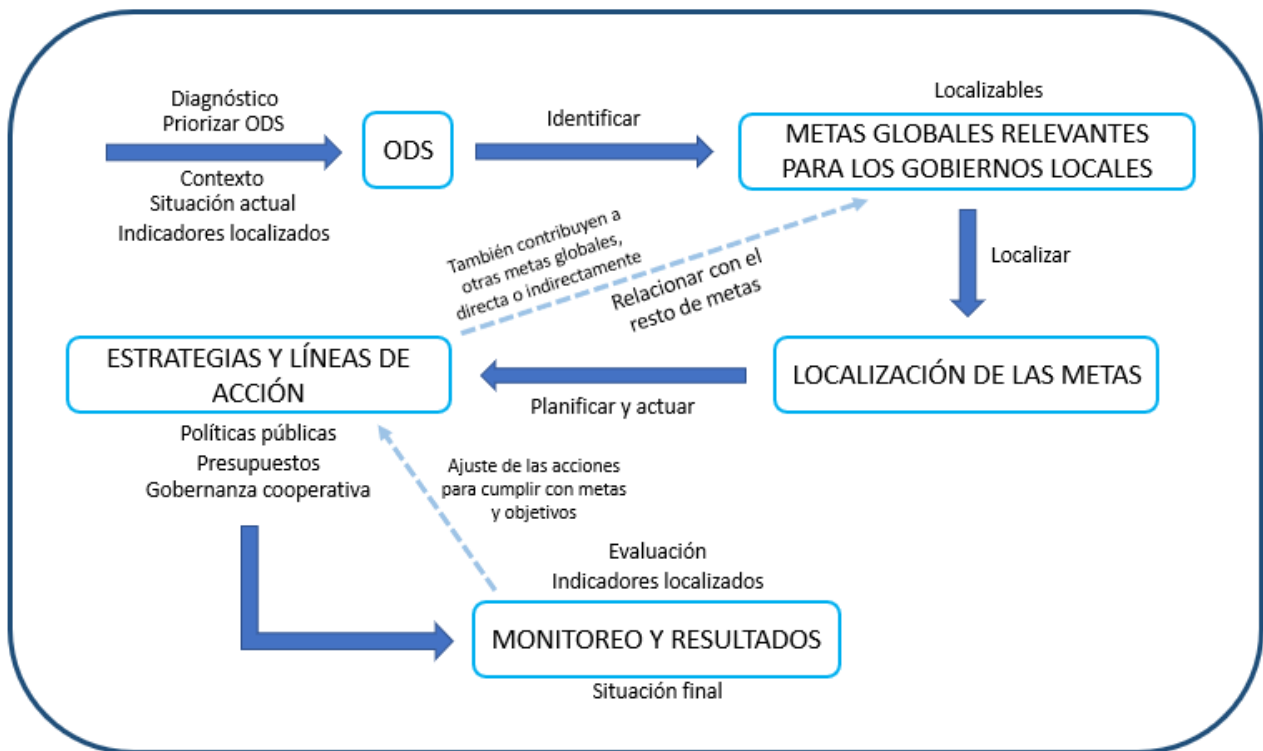 Diagnóstico
Priorizar ODS
Contexto
Situación actual
Indicadores localizados
ODS
Identificar
Localizables
METAS GLOBALES RELEVANTES
PARA LOS GOBIERNOS LOCALES
Localizar
También contribuyen a
otras metas globales,
directa o indirectamente
Relacionar con el
resto de metas
LOCALIZACIÓN DE LAS METAS
Planificar y actuar
ESTRATEGIAS Y LÍNEAS DE
ACCIÓN
Políticas públicas
Presupuestos
Gobernanza cooperativa
Ajuste de las acciones
para cumplir con metas
y objetivos
Evaluación
Indicadores localizados
MONITOREO Y RESULTADOS
Situación final